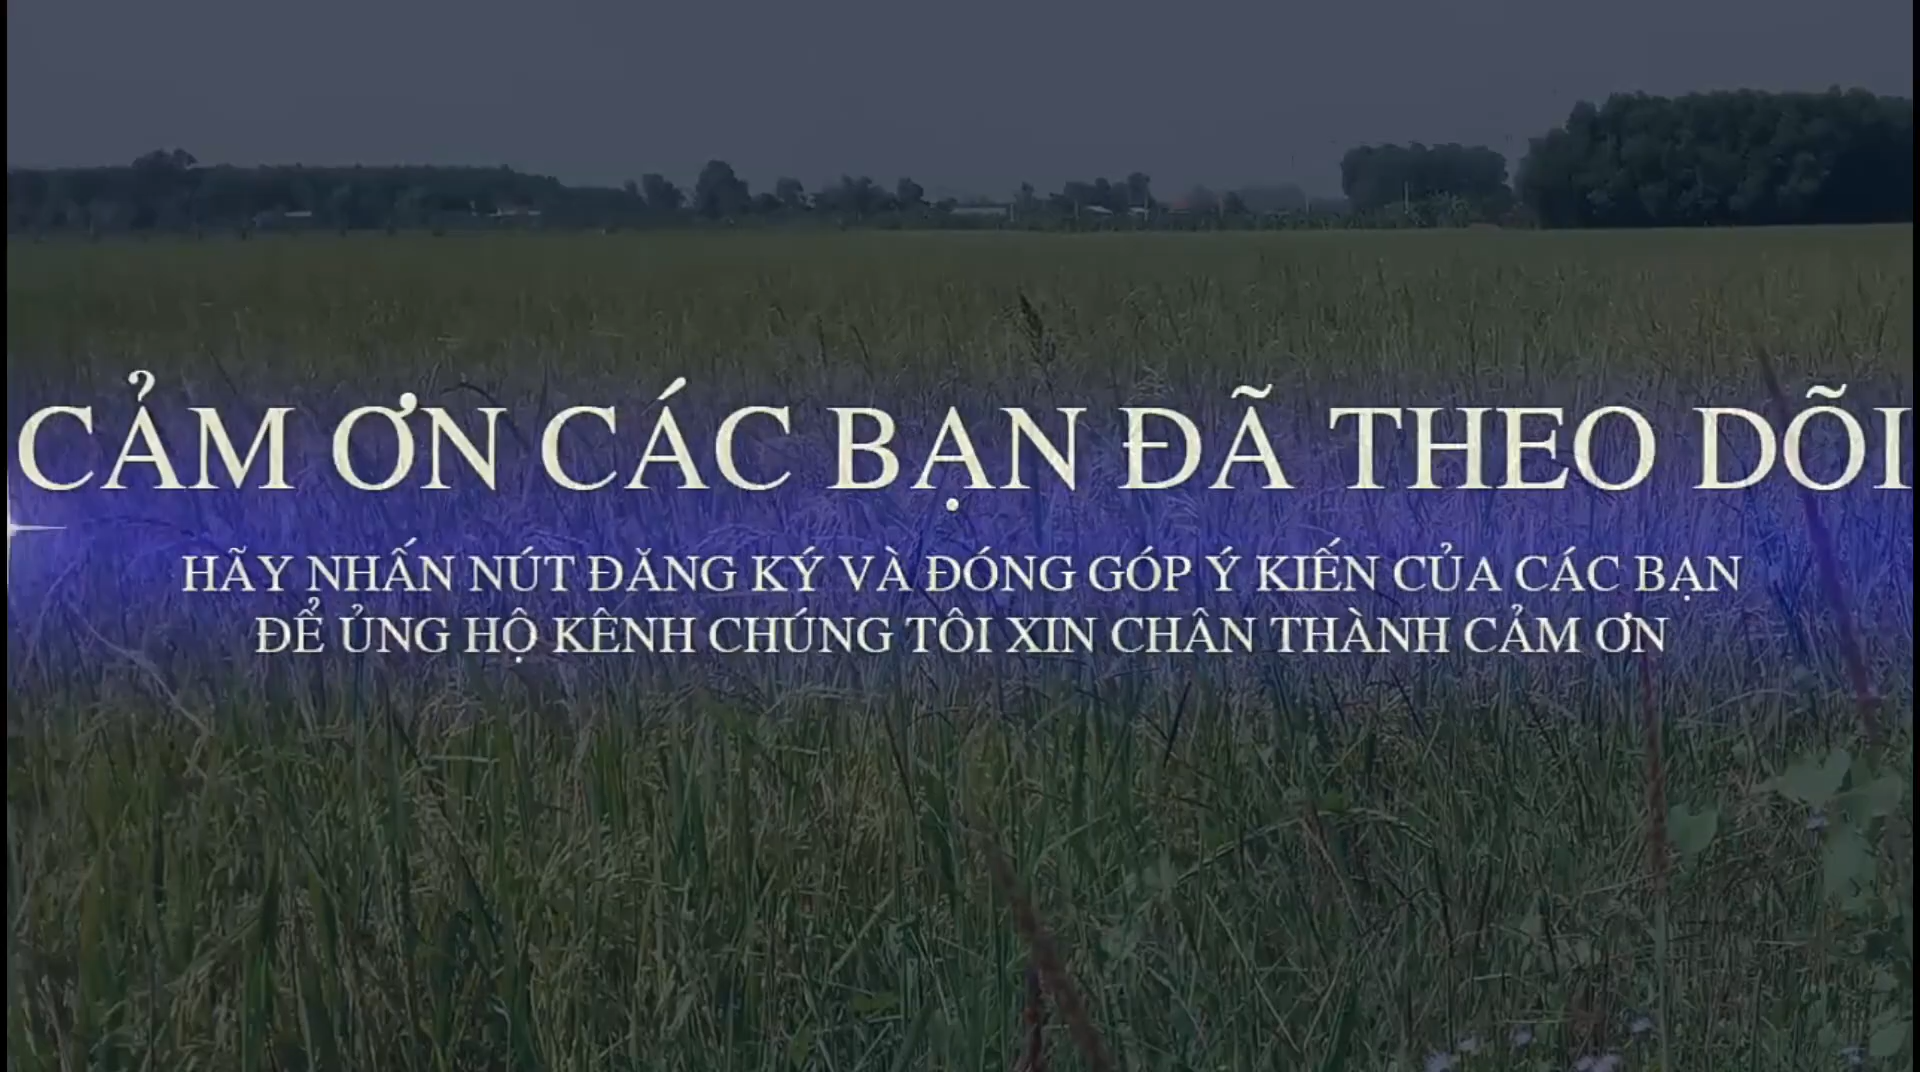 CẢM ƠN CÁC BẠN ĐÃ THEO DÕI
HÃY NHẤN NÚT ĐĂNG KÝ VÀ ĐÓNG GÓP Ý KIẾN CỦA CÁC BẠN
ĐỂ ỦNG HỘ KÊNH CHÚNG TÔI XIN CHÂN THÀNH CẢM ƠN